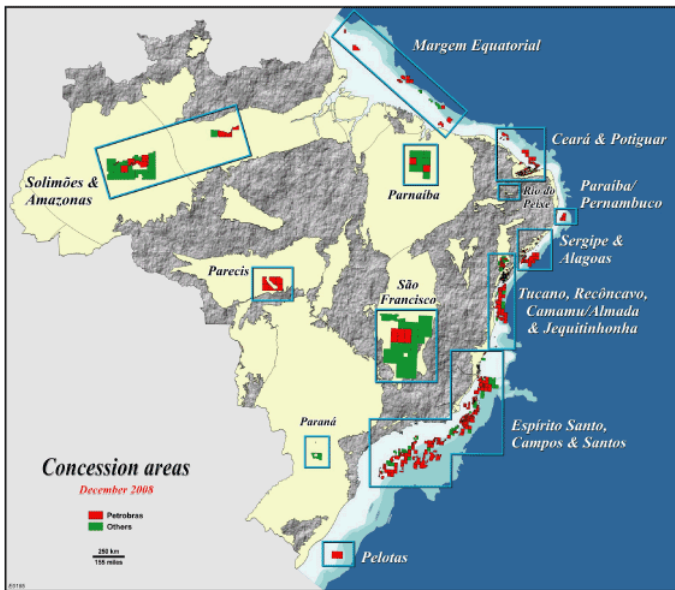 Margem Equatorial
Ceará & Potiguar
Solimões &
Amazonas
Parnaíba
Rio do
Peixe
Paraíba/
Pernambuco
Sergipe &
Alagoas
Parecis
São
Francisco
Tucano, Recôncavo,
Camamu/Almada
& Jequitinhonha
Paraná
Espírito Santo,
Campos & Santos
Concession areas
December 2008
Petrobras
Others
250 km
155 milles
Pelotas